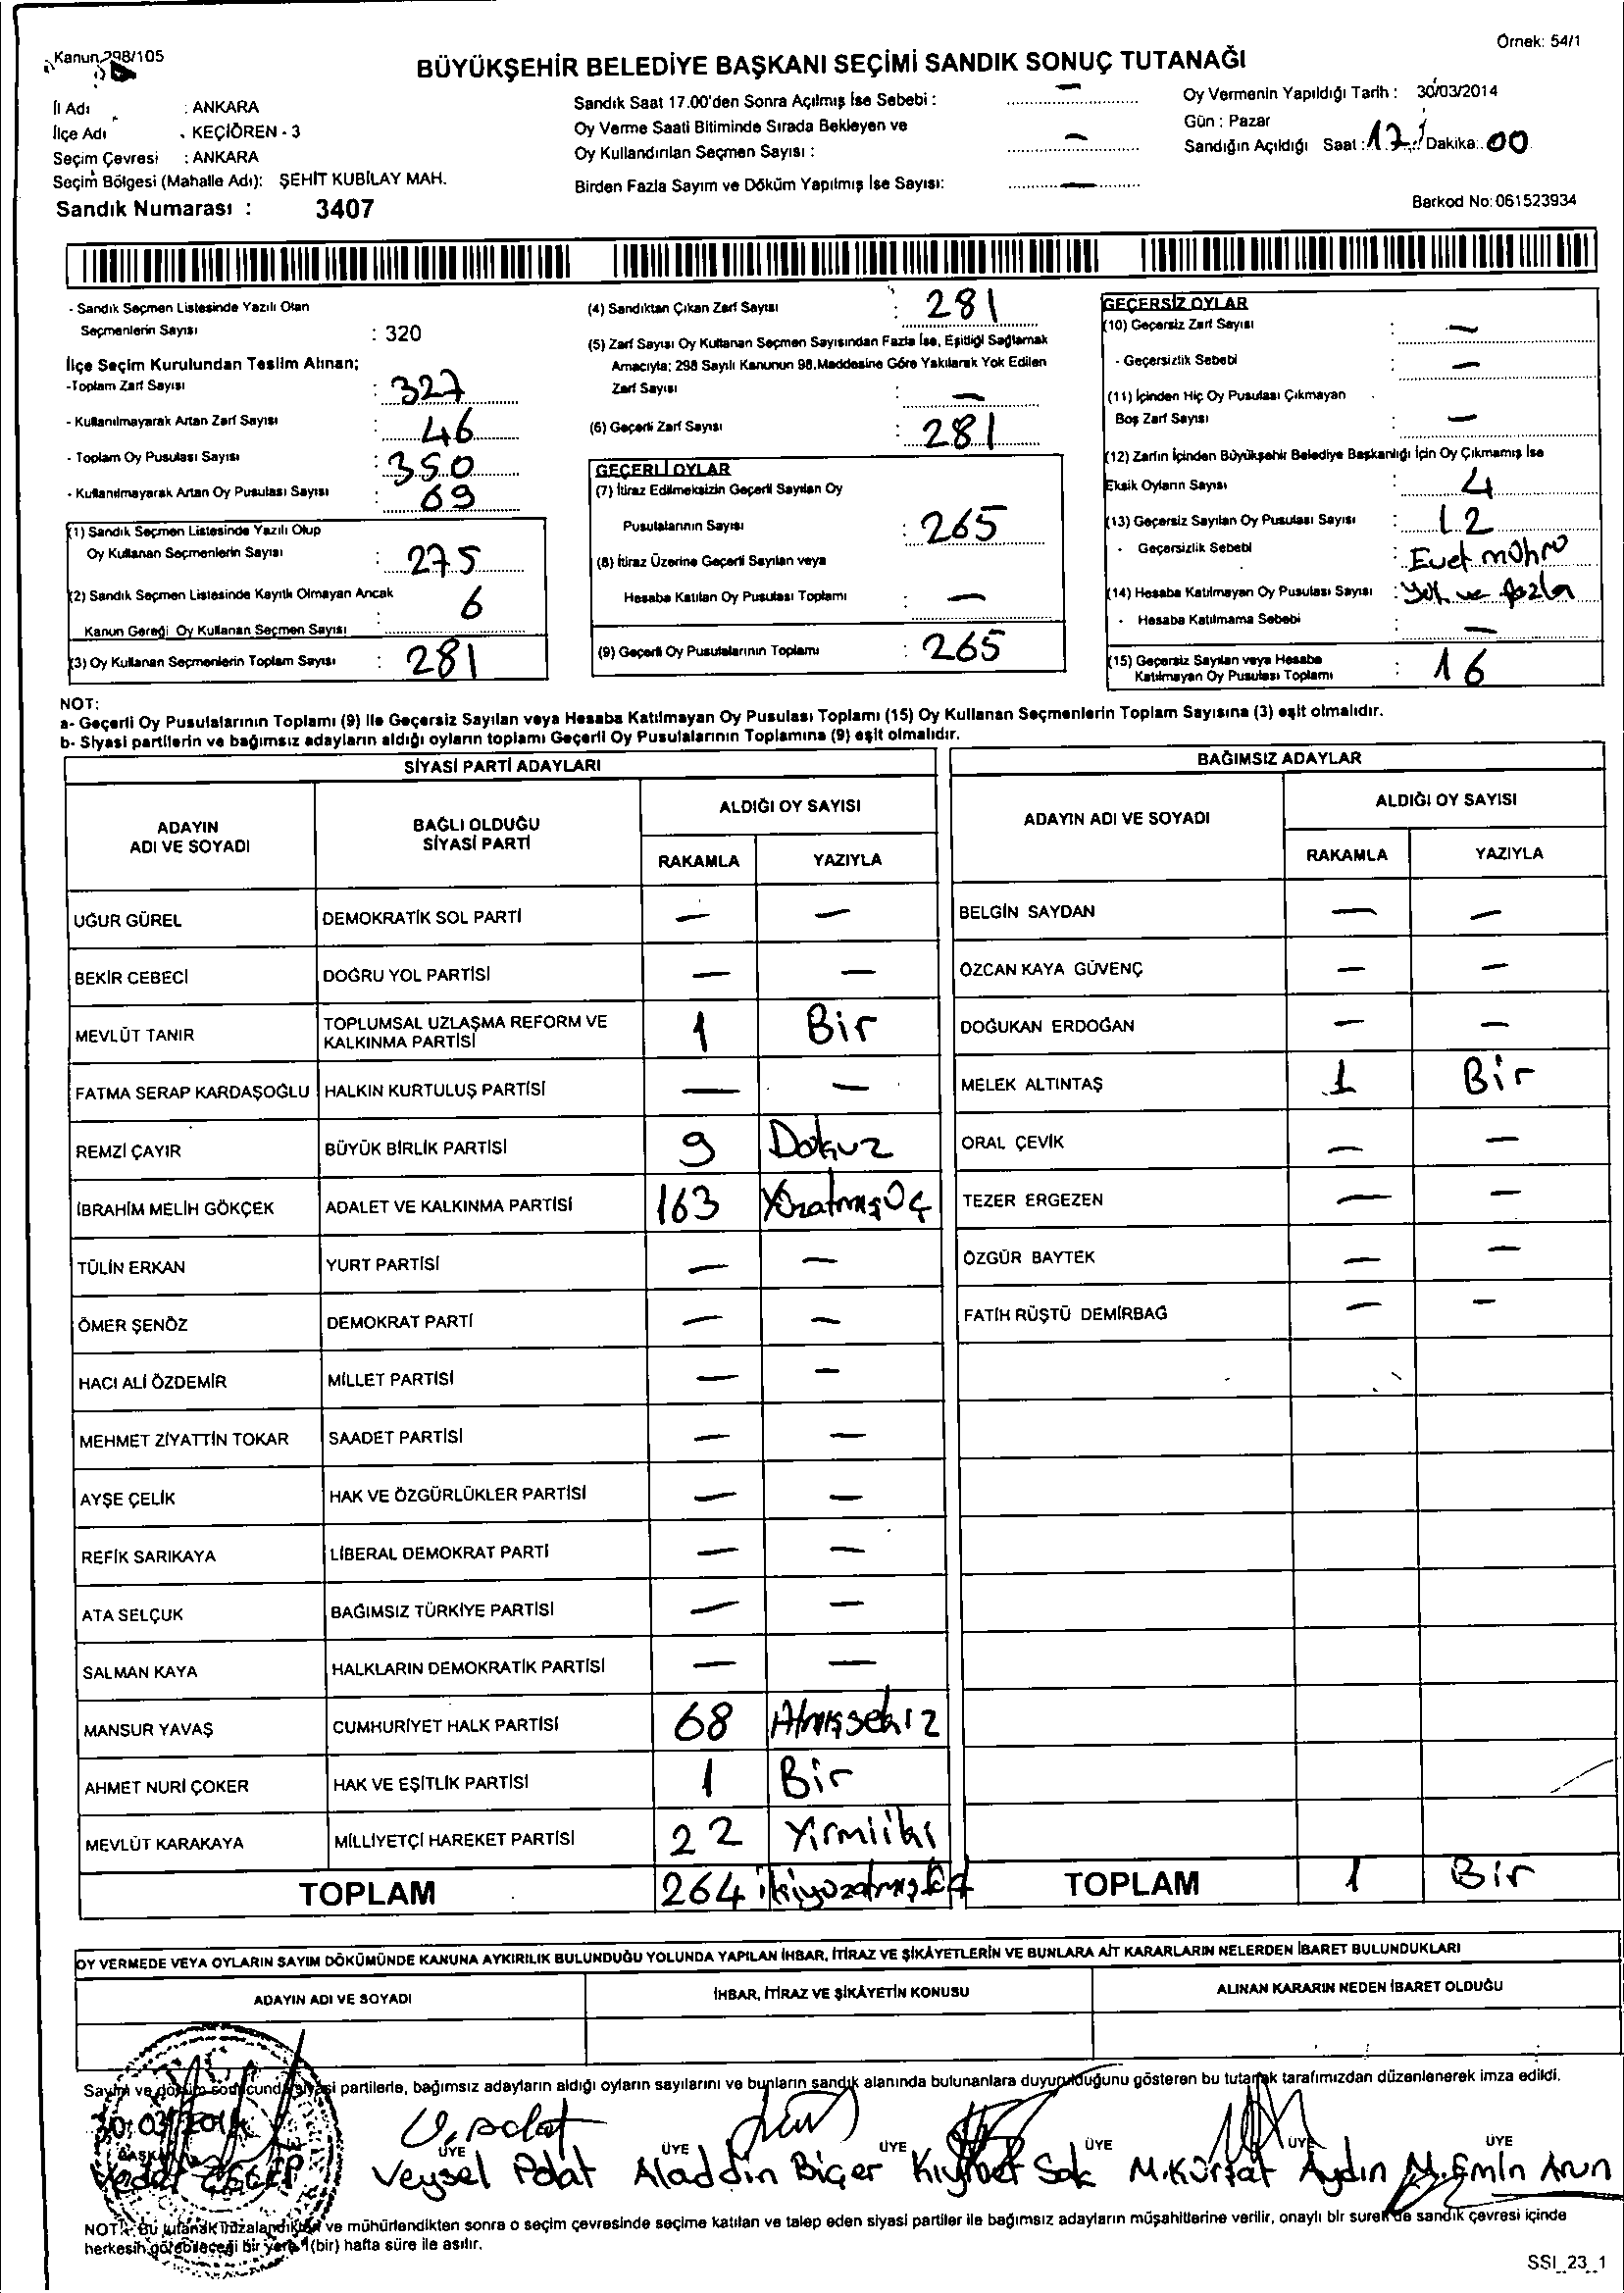 Kanun 298/105
Örnek: 54/1
BÜYÜKŞEHİR BELEDİYE BAŞKANI SEÇİMİ SANDIK SONUÇ TUTANAĞI
İl Adı : ANKARA
İlçe Adı . KEÇİÖREN - 3
Seçim Çevresi : ANKARA
Seçim Bölgesi (Mahalle Adı): ŞEHİT KUBİLAY MAH.
Sandık Numarası : 3407
Sandık Saat 17.00'den Sonra Açılmış İse Sebebi : —
Oy Verme Saati Bitiminde Sırada Bekleyen ve
Oy Kullandırılan Seçmen Sayısı : —
Birden Fazla Sayım ve Döküm Yapılmış İse Sayısı: —
Oy Vermenin Yapıldığı Tarih : 30/03/2014
Gün : Pazar
Sandığın Açıldığı Saat : 17 Dakika: 00
Barkod No: 061523934
- Sandık Seçmen Listesinde Yazılı Olan
Seçmenlerin Sayısı : 320
İlçe Seçim Kurulundan Teslim Alınan;
-Toplam Zarf Sayısı : 327
- Kullanılmayarak Artan Zarf Sayısı : 46
- Toplam Oy Pusulası Sayısı : 350
- Kullanılmayarak Artan Oy Pusulası Sayısı : 69
(1) Sandık Seçmen Listesinde Yazılı Olup
Oy Kullanan Seçmenlerin Sayısı : 275
(2) Sandık Seçmen Listesinde Kayıtlı Olmayan Ancak
Kanun Gereği Oy Kullanan Seçmen Sayısı : 6
(3) Oy Kullanan Seçmenlerin Toplam Sayısı : 281
(4) Sandıktan Çıkan Zarf Sayısı : 281
(5) Zarf Sayısı Oy Kullanan Seçmen Sayısından Fazla İse, Eşitliği Sağlamak
Amacıyla; 298 Sayılı Kanunun 98.Maddesine Göre Yakılarak Yok Edilen
Zarf Sayısı : —
(6) Geçerli Zarf Sayısı : 281
GEÇERLİ OYLAR
(7) İtiraz Edilmeksizin Geçerli Sayılan Oy
Pusulalarının Sayısı : 265
(8) İtiraz Üzerine Geçerli Sayılan veya
Hesaba Katılan Oy Pusulası Toplamı : —
(9) Geçerli Oy Pusulalarının Toplamı : 265
GEÇERSİZ OYLAR
(10) Geçersiz Zarf Sayısı : —
- Geçersizlik Sebebi : —
(11) İçinden Hiç Oy Pusulası Çıkmayan
Boş Zarf Sayısı : —
(12) Zarfın İçinden Büyükşehir Belediye Başkanlığı İçin Oy Çıkmamış İse
Eksik Oyların Sayısı : 4
(13) Geçersiz Sayılan Oy Pusulası Sayısı : 12
- Geçersizlik Sebebi : Evet mührü
(14) Hesaba Katılmayan Oy Pusulası Sayısı : Yok ve fazla
- Hesaba Katılmama Sebebi : —
(15) Geçersiz Sayılan veya Hesaba
Katılmayan Oy Pusulası Toplamı : 16
NOT:
a- Geçerli Oy Pusulalarının Toplamı (9) ile Geçersiz Sayılan veya Hesaba Katılmayan Oy Pusulası Toplamı (15) Oy Kullanan Seçmenlerin Toplam Sayısına (3) eşit olmalıdır.
b- Siyasi partilerin ve bağımsız adayların aldığı oyların toplamı Geçerli Oy Pusulalarının Toplamına (9) eşit olmalıdır.
SİYASİ PARTİ ADAYLARI
ADAYIN ADI VE SOYADI BAĞLI OLDUĞU SİYASİ PARTİ ALDIĞI OY SAYISI
RAKAMLA YAZIYLA
UĞUR GÜREL DEMOKRATİK SOL PARTİ — —
BEKİR CEBECİ DOĞRU YOL PARTİSİ — —
MEVLÜT TANIR TOPLUMSAL UZLAŞMA REFORM VE KALKINMA PARTİSİ 1 Bir
FATMA SERAP KARDAŞOĞLU HALKIN KURTULUŞ PARTİSİ — —
REMZİ ÇAYIR BÜYÜK BİRLİK PARTİSİ 9 Dokuz
İBRAHİM MELİH GÖKÇEK ADALET VE KALKINMA PARTİSİ 163 Yüzatmışüç
TÜLİN ERKAN YURT PARTİSİ — —
ÖMER ŞENÖZ DEMOKRAT PARTİ — —
HACI ALİ ÖZDEMİR MİLLET PARTİSİ — —
MEHMET ZİYATTİN TOKAR SAADET PARTİSİ — —
AYŞE ÇELİK HAK VE ÖZGÜRLÜKLER PARTİSİ — —
REFİK SARIKAYA LİBERAL DEMOKRAT PARTİ — —
ATA SELÇUK BAĞIMSIZ TÜRKİYE PARTİSİ — —
SALMAN KAYA HALKLARIN DEMOKRATİK PARTİSİ — —
MANSUR YAVAŞ CUMHURİYET HALK PARTİSİ 68 Atmışsekiz
AHMET NURİ ÇOKER HAK VE EŞİTLİK PARTİSİ 1 Bir
MEVLÜT KARAKAYA MİLLİYETÇİ HAREKET PARTİSİ 22 Yirmiiki
TOPLAM 264
BAĞIMSIZ ADAYLAR
ADAYIN ADI VE SOYADI ALDIĞI OY SAYISI
RAKAMLA YAZIYLA
BELGİN SAYDAN — —
ÖZCAN KAYA GÜVENÇ — —
DOĞUKAN ERDOĞAN — —
MELEK ALTINTAŞ 1 Bir
ORAL ÇEVİK — —
TEZER ERGEZEN — —
ÖZGÜR BAYTEK — —
FATİH RÜŞTÜ DEMİRBAĞ — —
TOPLAM 1 Bir
OY VERMEDE VEYA OYLARIN SAYIM DÖKÜMÜNDE KANUNA AYKIRILIK BULUNDUĞU YOLUNDA YAPILAN İHBAR, İTİRAZ VE ŞİKÂYETLERİN VE BUNLARA AİT KARARLARIN NELERDEN İBARET BULUNDUKLARI
ADAYIN ADI VE SOYADI İHBAR, İTİRAZ VE ŞİKÂYETİN KONUSU ALINAN KARARIN NEDEN İBARET OLDUĞU
Sayım ve döküm sonucunda siyasi partilerle, bağımsız adayların aldığı oyların sayılarını ve bunların sandık alanında bulunanlara duyurulduğunu gösteren bu tutanak tarafımızdan düzenlenerek imza edildi.
30.03.2014
BAŞKAN ÜYE ÜYE ÜYE ÜYE ÜYE ÜYE
Veysel Polat Aladdin Biçer Kıymet Sak M.Kürşat Aydın M.Emin Arun
NOT: Bu tutanak imzalandıktan ve mühürlendikten sonra o seçim çevresinde seçime katılan ve talep eden siyasi partiler ile bağımsız adayların müşahitlerine verilir, onaylı bir sureti de sandık çevresi içinde
herkesin görebileceği bir yere 1(bir) hafta süre ile asılır.
SSI_23_1